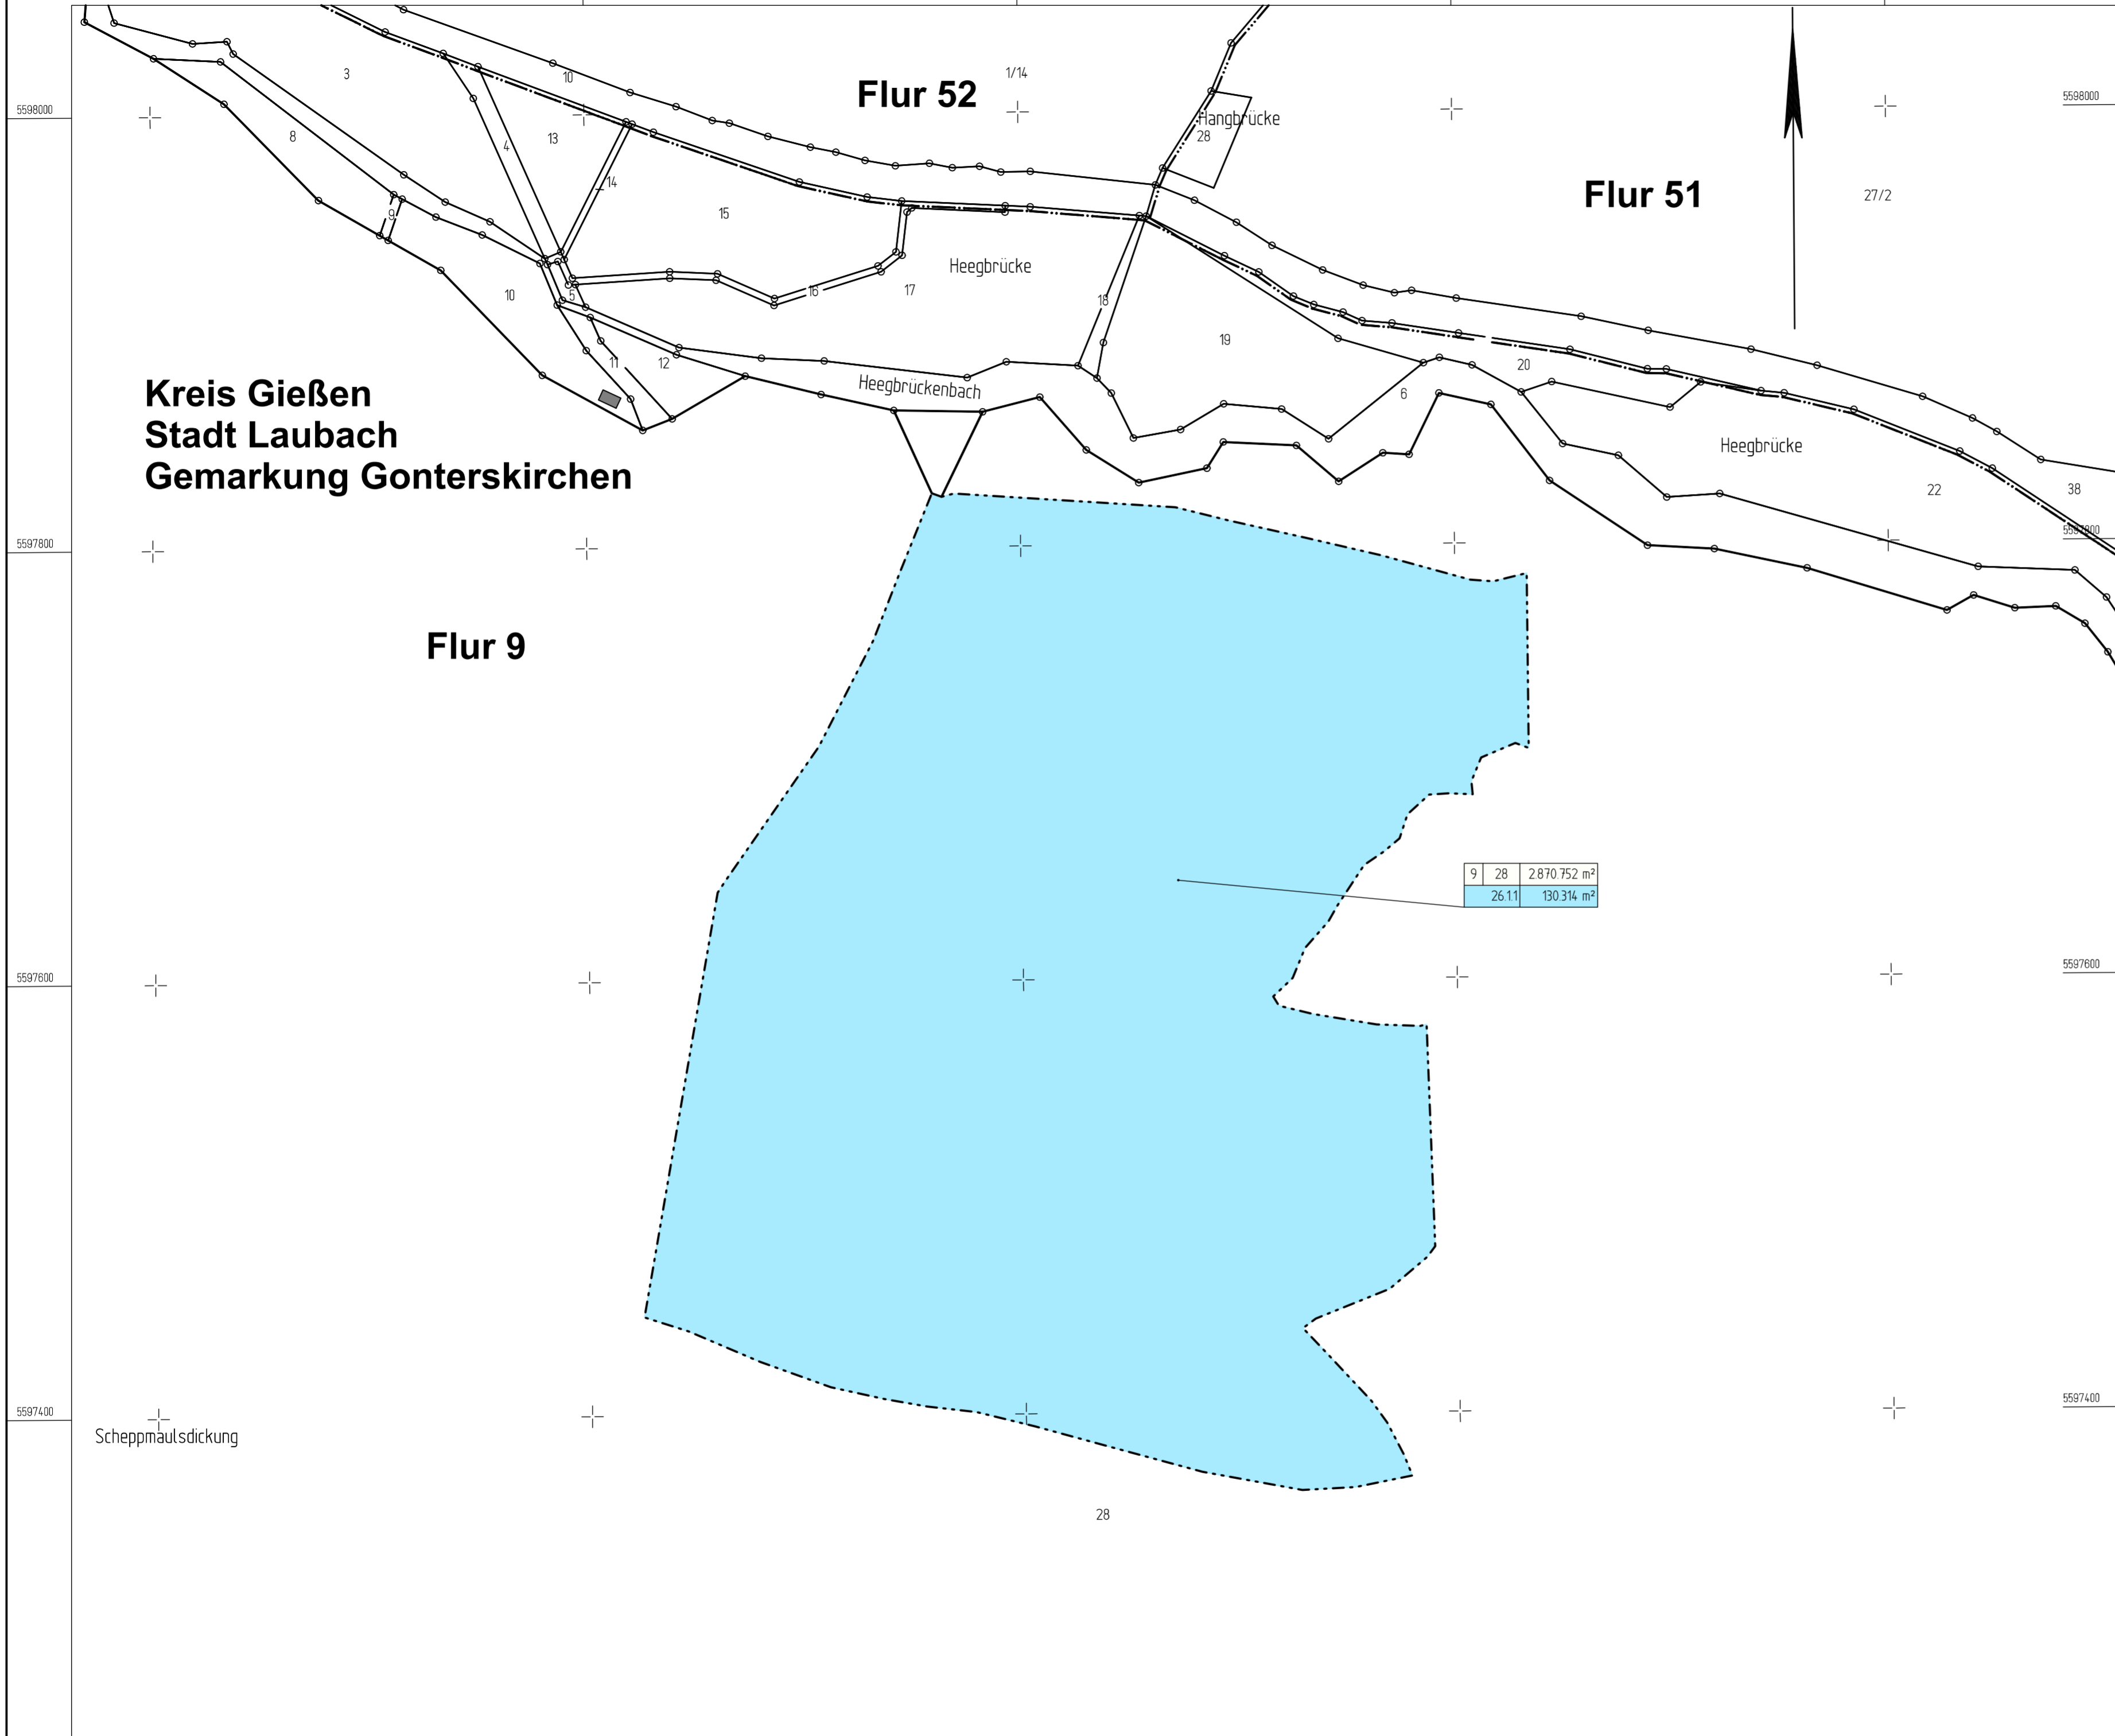 3
10
1/14
Flur 52
5598000
5598000
Hangbrücke
28
8
4
13
14
Flur 51
27/2
9
15
Heegbrücke
10
5
16
17
18
19
11
12
20
Heegbrückenbach
6
Kreis Gießen
Stadt Laubach
Gemarkung Gonterskirchen
Heegbrücke
22
38
5597800
5597800
Flur 9
9 28 2.870.752 m²
26.1.1 130.314 m²
5597600
5597600
5597400
5597400
Scheppmaulsdickung
28